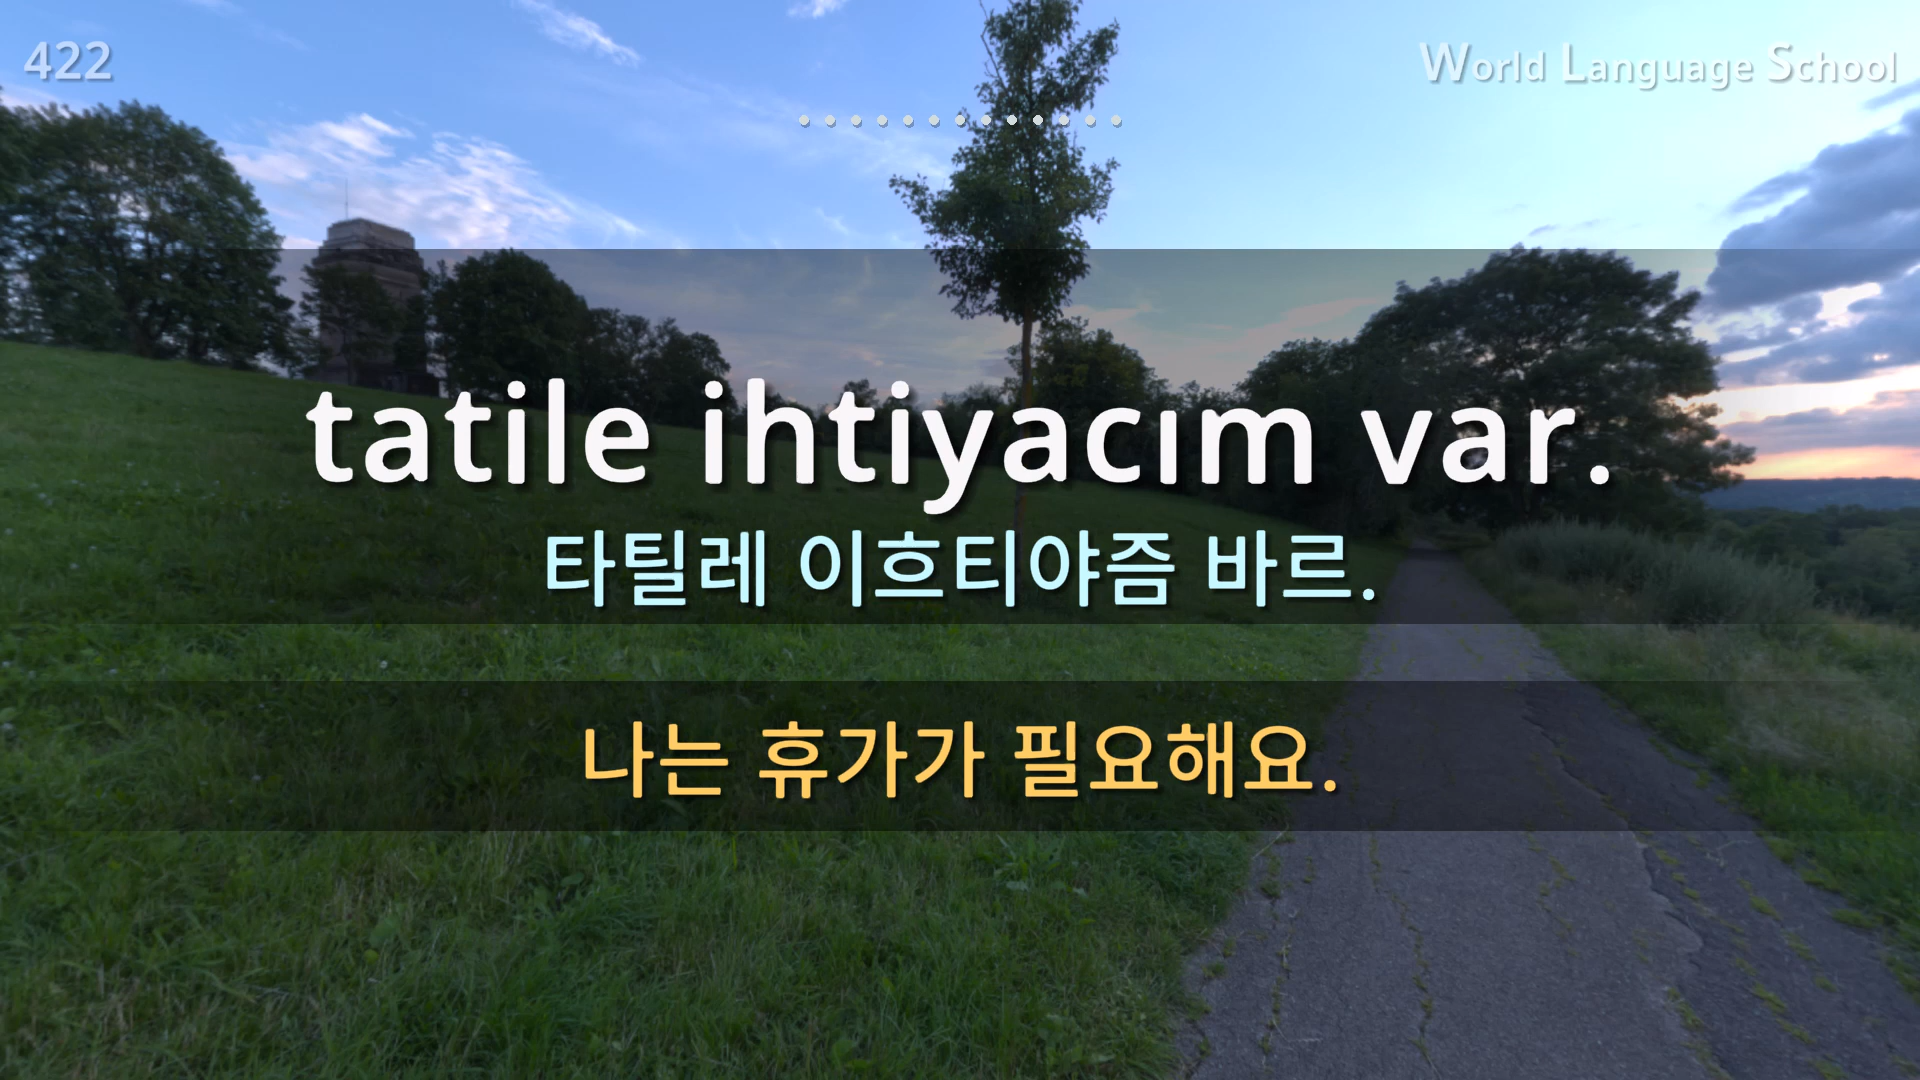 422
World Language School
tatile ihtiyacım var.
타틸레 이흐티야즘 바르.
나는 휴가가 필요해요.